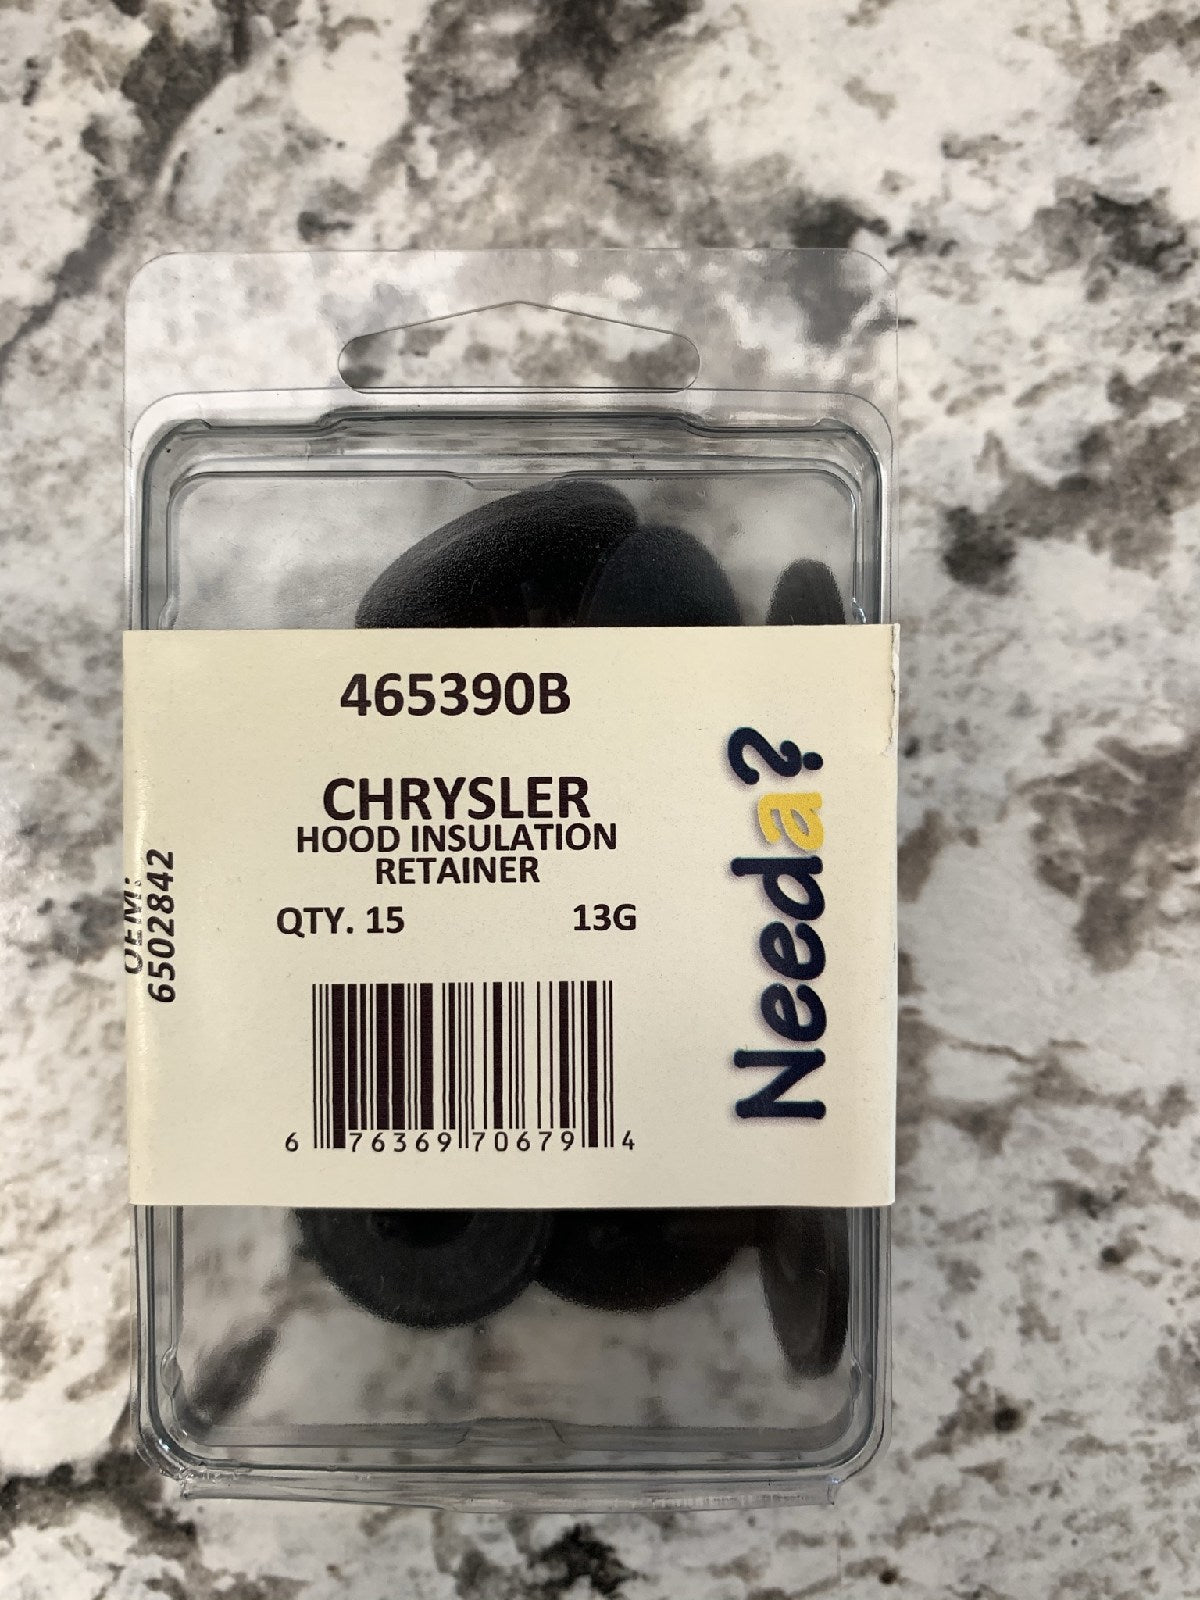 465390B
CHRYSLER
HOOD INSULATION
RETAINER
QTY. 15 13G
6 76369 70679 4
OEM:
6502842
Needa?